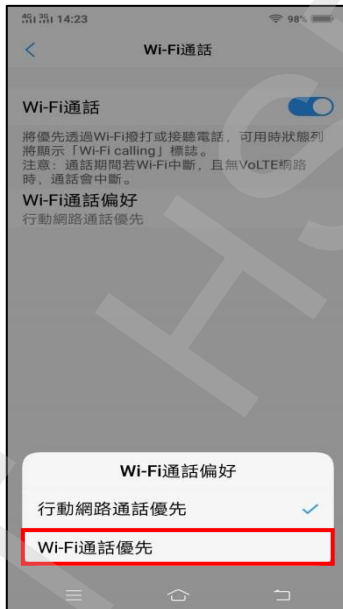 4G 3G 14:23 98%
Wi-Fi通話
Wi-Fi通話
將優先透過Wi-Fi撥打或接聽電話，可用時狀態列
將顯示「Wi-Fi calling」標誌。
注意：通話期間若Wi-Fi中斷，且無VoLTE網路
時，通話會中斷。
Wi-Fi通話偏好
行動網路通話優先
Wi-Fi通話偏好
行動網路通話優先
Wi-Fi通話優先